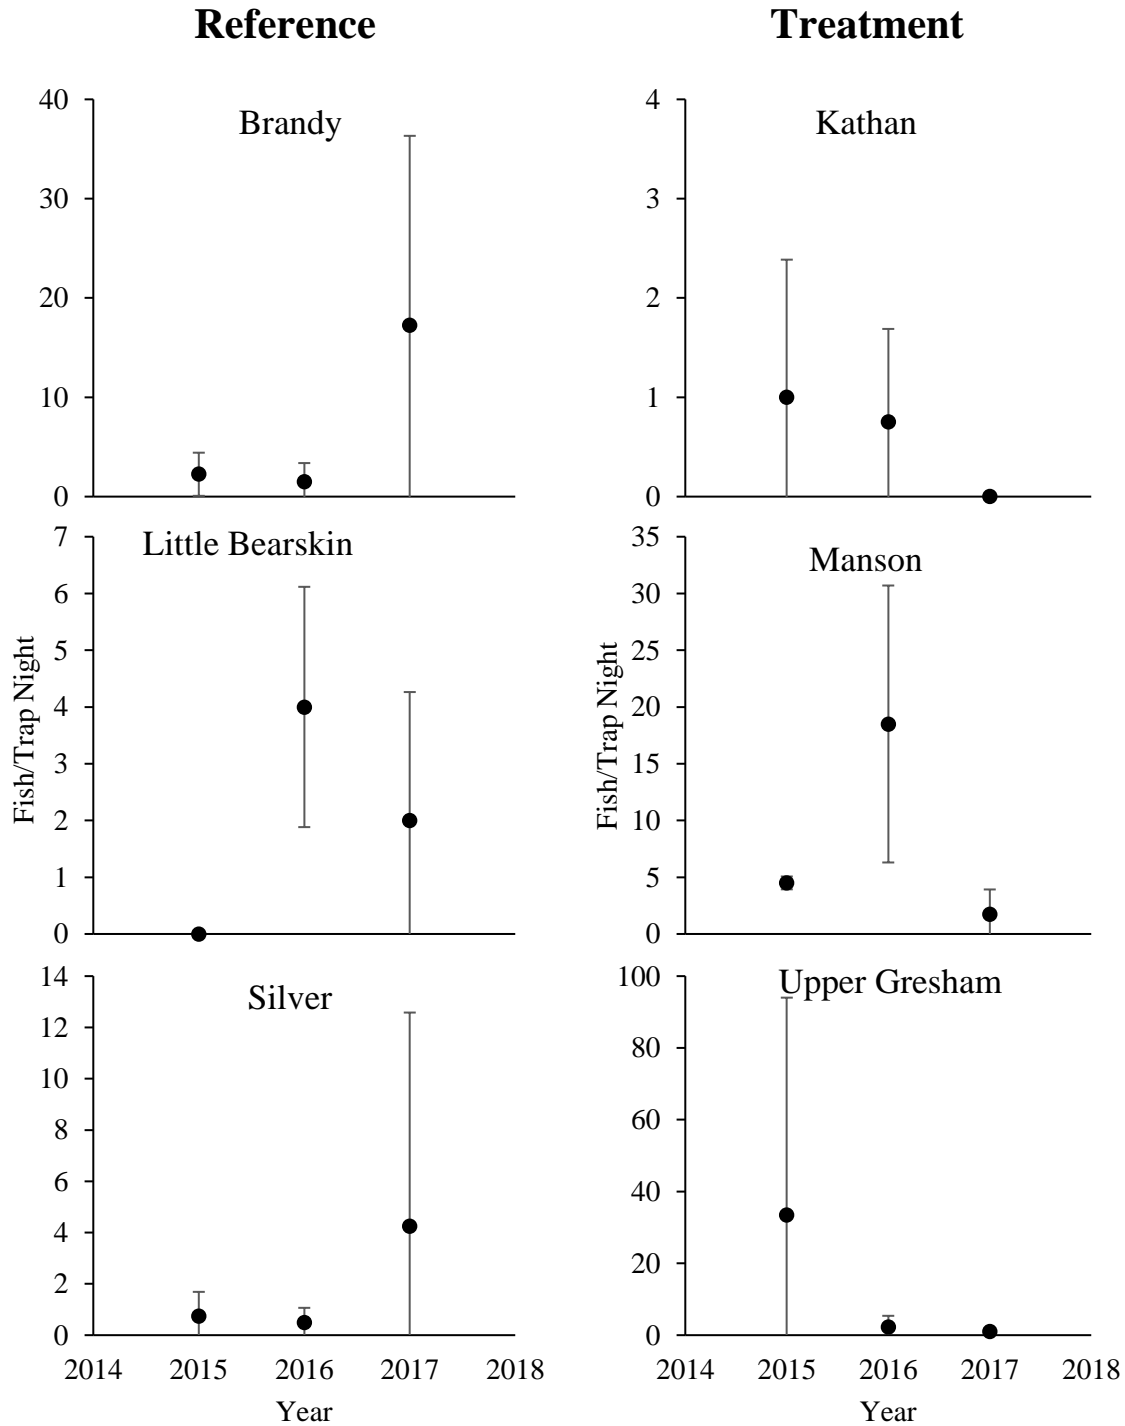 Reference
Treatment
Brandy
40
30
20
10
0
Kathan
4
3
2
1
0
Little Bearskin
7
6
5
4
3
2
1
0
Fish/Trap Night
Manson
35
30
25
20
15
10
5
0
Fish/Trap Night
Silver
14
12
10
8
6
4
2
0
2014 2015 2016 2017 2018
Year
Upper Gresham
100
80
60
40
20
0
2014 2015 2016 2017 2018
Year